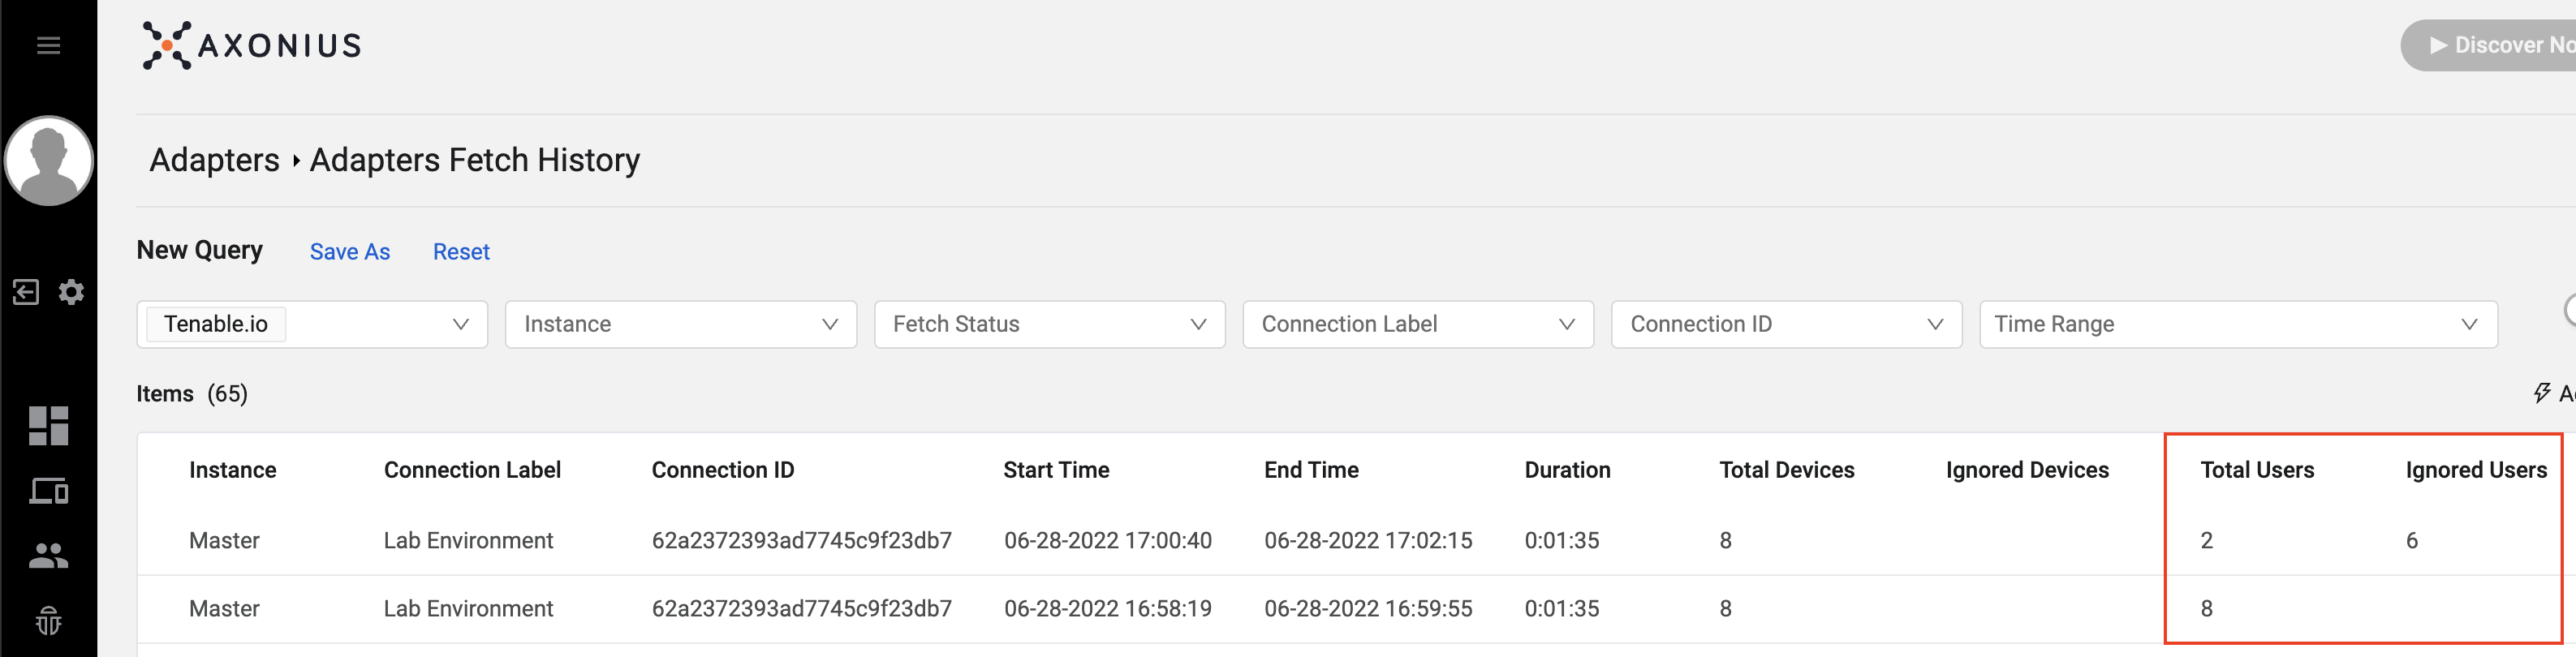 AXONIUS
Discover No
Adapters Adapters Fetch History
New Query Save As Reset
Tenable.io Instance Fetch Status Connection Label Connection ID Time Range
Items (65)
Instance Connection Label Connection ID Start Time End Time Duration Total Devices Ignored Devices Total Users Ignored Users
Master Lab Environment 62a2372393ad7745c9f23db7 06-28-2022 17:00:40 06-28-2022 17:02:15 0:01:35 8 2 6
Master Lab Environment 62a2372393ad7745c9f23db7 06-28-2022 16:58:19 06-28-2022 16:59:55 0:01:35 8 8